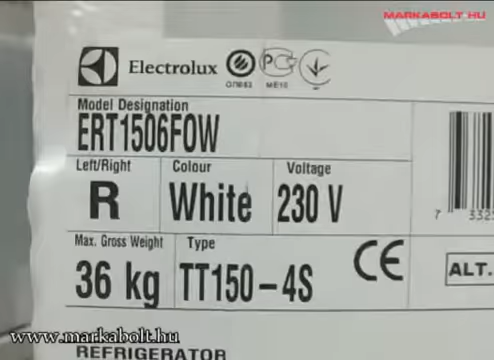 MARKABOLT.HU
Electrolux
ME10
Model Designation
ERT1506FOW
Left/Right Colour Voltage
R White 230 V
Max. Gross Weight Type
36 kg TT150-4S CE
ALT.
www.markabolt.hu
REFRIGERATOR